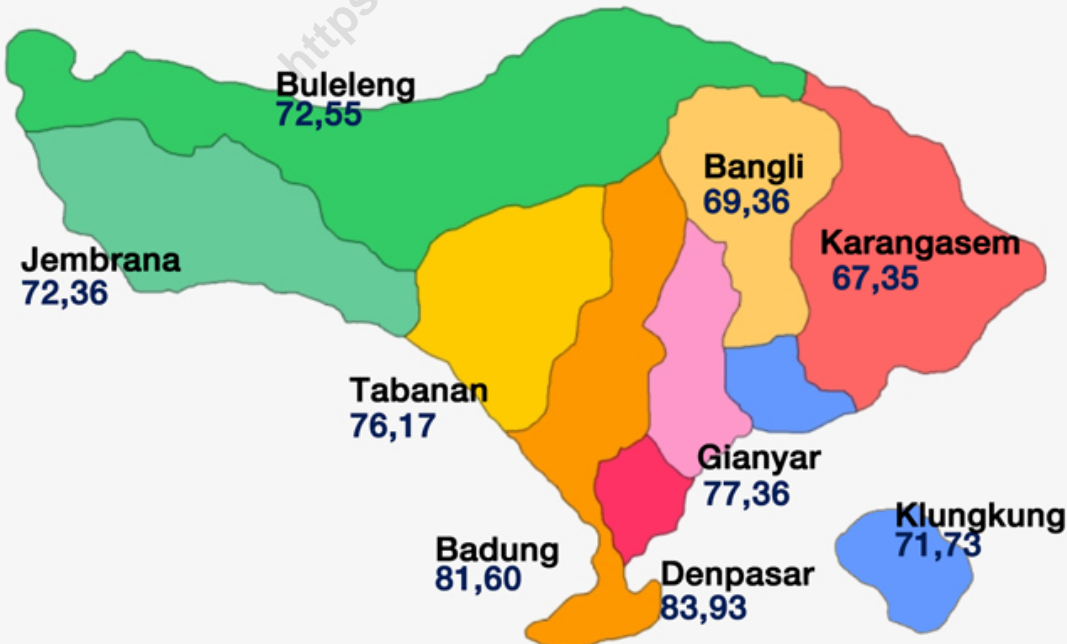 https
Buleleng
72,55
Bangli
69,36
Karangasem
67,35
Jembrana
72,36
Tabanan
76,17
Gianyar
77,36
Klungkung
71,73
Badung
81,60
Denpasar
83,93